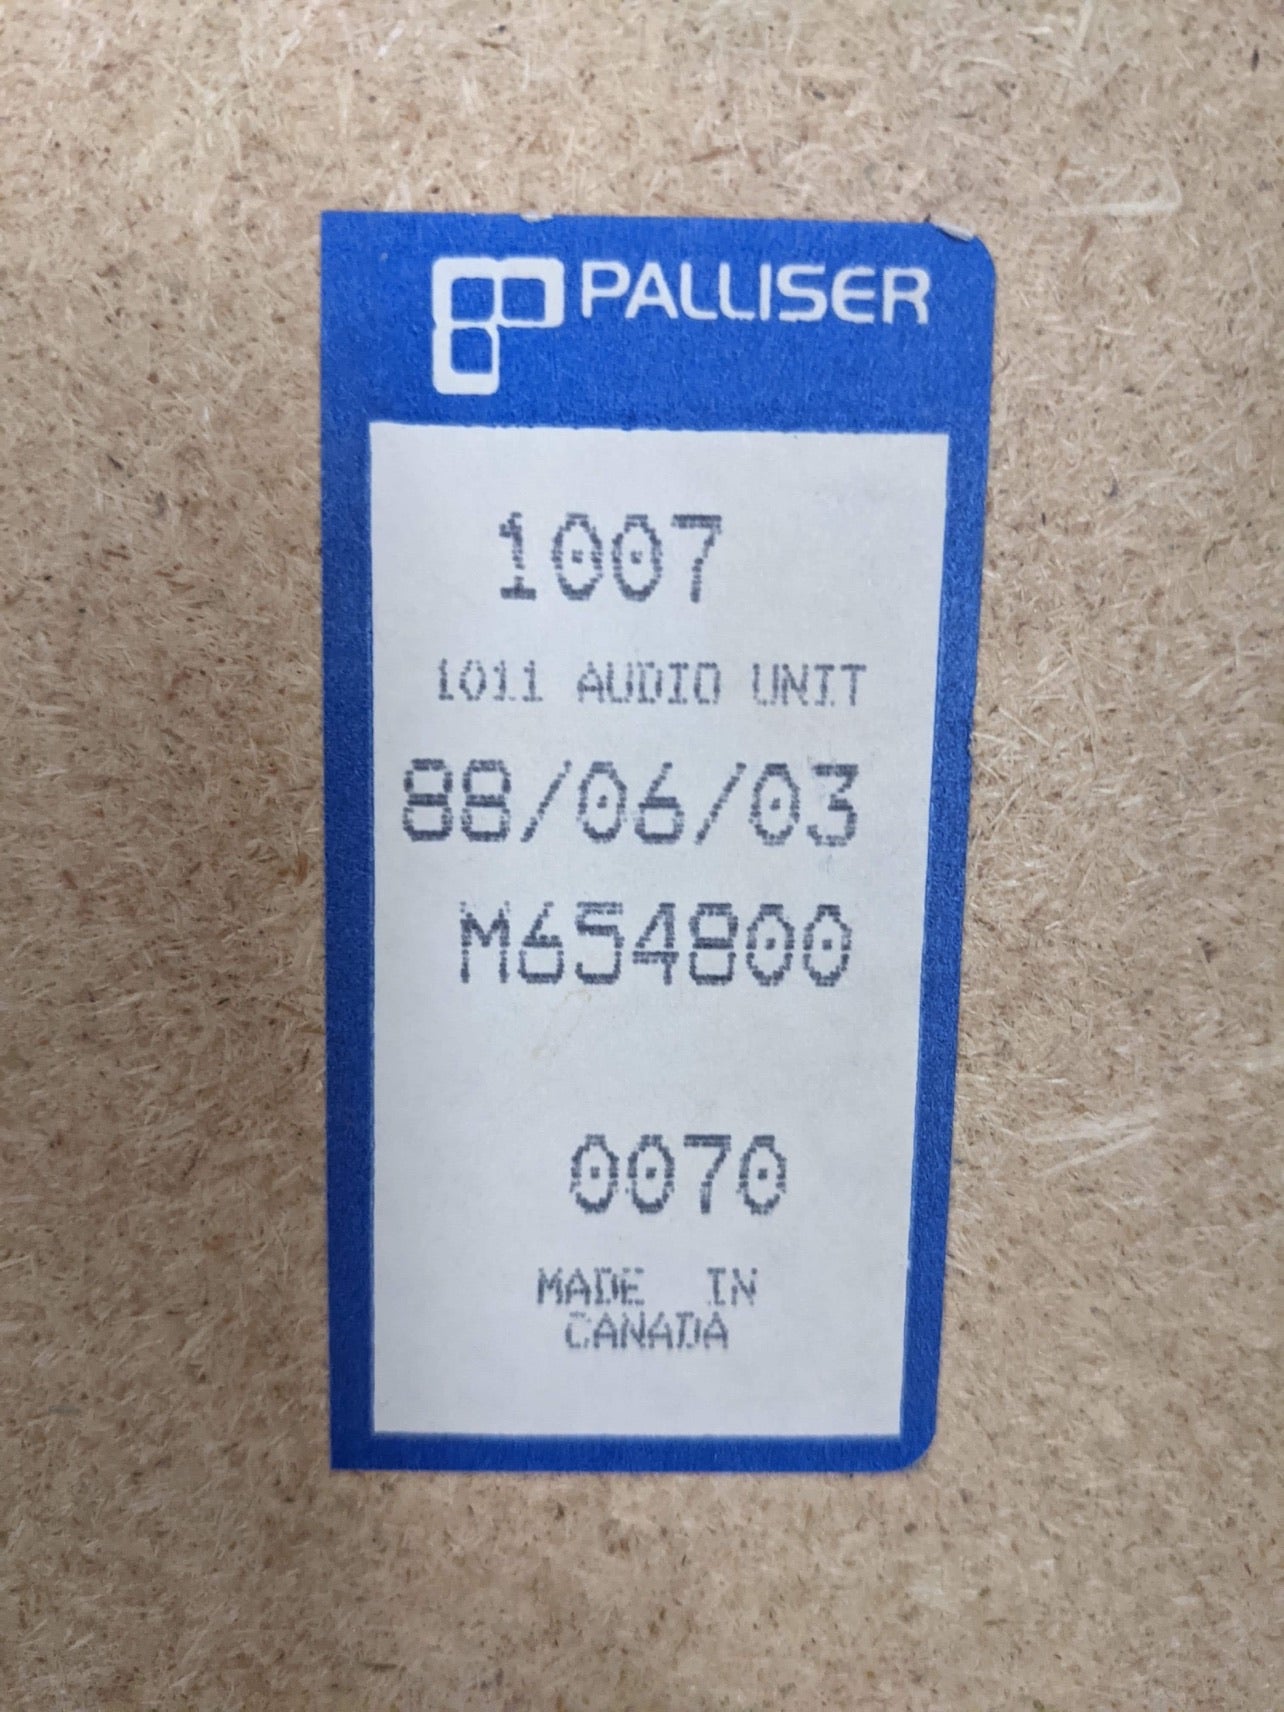 PALLISER
1007
1011 AUDIO UNIT
88/06/03
M654800
0070
MADE IN
CANADA